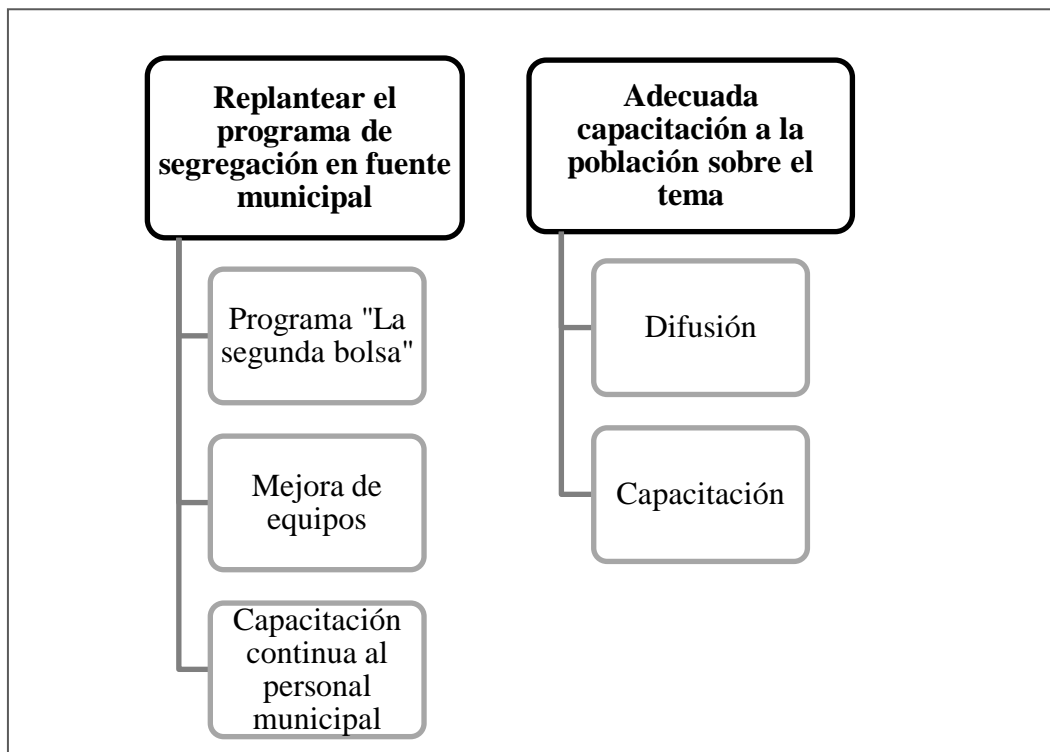 Replantear el
programa de
segregación en fuente
municipal
Programa "La
segunda bolsa"
Mejora de
equipos
Capacitación
continua al
personal
municipal
Adecuada
capacitación a la
población sobre el
tema
Difusión
Capacitación